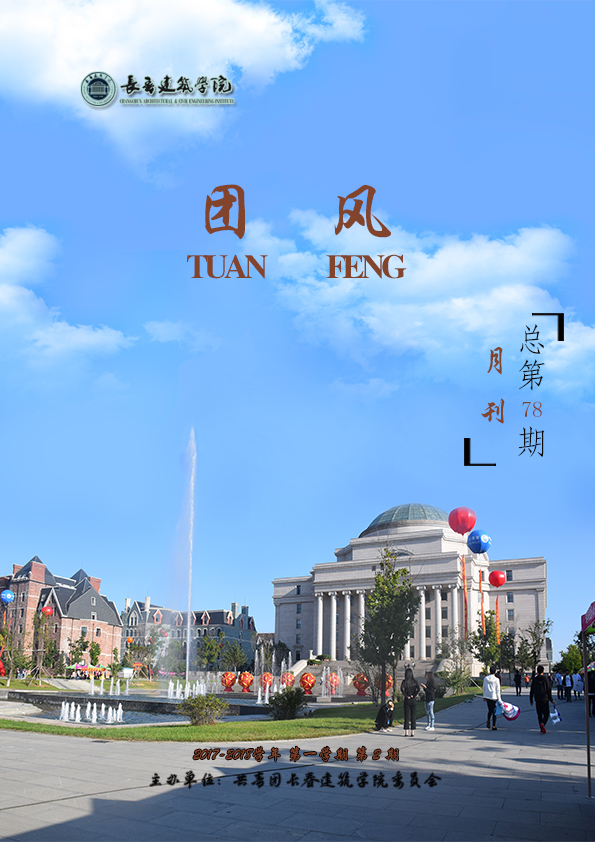 長春建筑学院
CHANGCHUN ARCHITECTURAL & CIVIL ENGINEERING INSTITUTE
团 风
TUAN FENG
总第78期
月刊
2017-2018学年 第一学期 第2期
主办单位：共青团长春建筑学院委员会